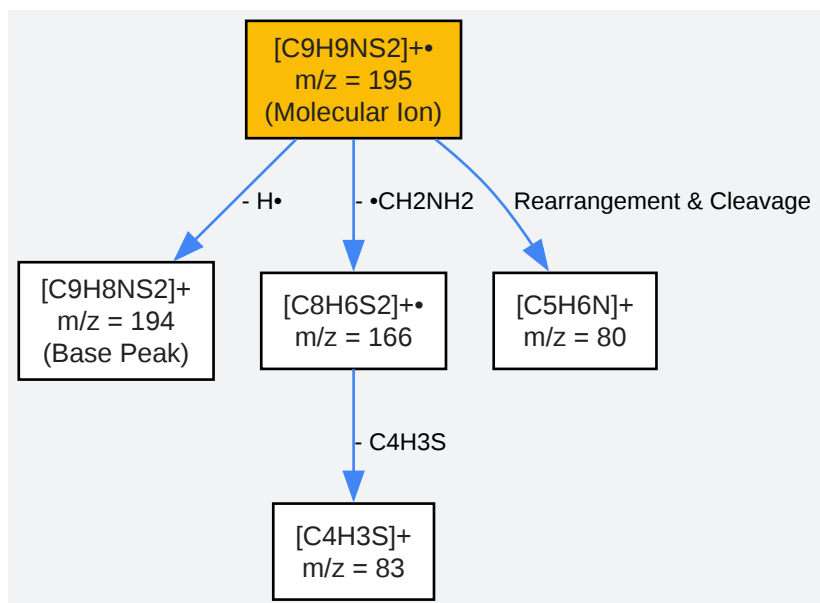 [C9H9NS2]+•
m/z = 195
(Molecular Ion)
- H•
- •CH2NH2
Rearrangement & Cleavage
[C9H8NS2]+
m/z = 194
(Base Peak)
[C8H6S2]+•
m/z = 166
[C5H6N]+
m/z = 80
- C4H3S
[C4H3S]+
m/z = 83